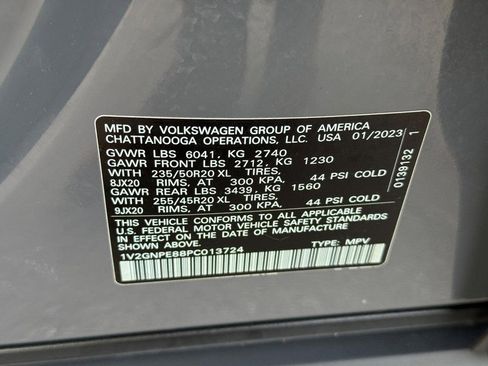 MFD BY VOLKSWAGEN GROUP OF AMERICA
CHATTANOOGA OPERATIONS, LLC. USA 01/2023
GVWR LBS 6041, KG 2740
GAWR FRONT LBS 2712, KG 1230
WITH 235/50R20 XL TIRES,
8JX20 RIMS, AT 300 KPA, 44 PSI COLD
GAWR REAR LBS 3439, KG 1560
WITH 255/45R20 XL TIRES,
9JX20 RIMS, AT 300 KPA, 44 PSI COLD
THIS VEHICLE CONFORMS TO ALL APPLICABLE
U.S. FEDERAL MOTOR VEHICLE SAFETY STANDARDS
IN EFFECT ON THE DATE OF MANUFACTURE
SHOWN ABOVE.
1V2GNPE88PC013724 TYPE: MPV
0139132 1